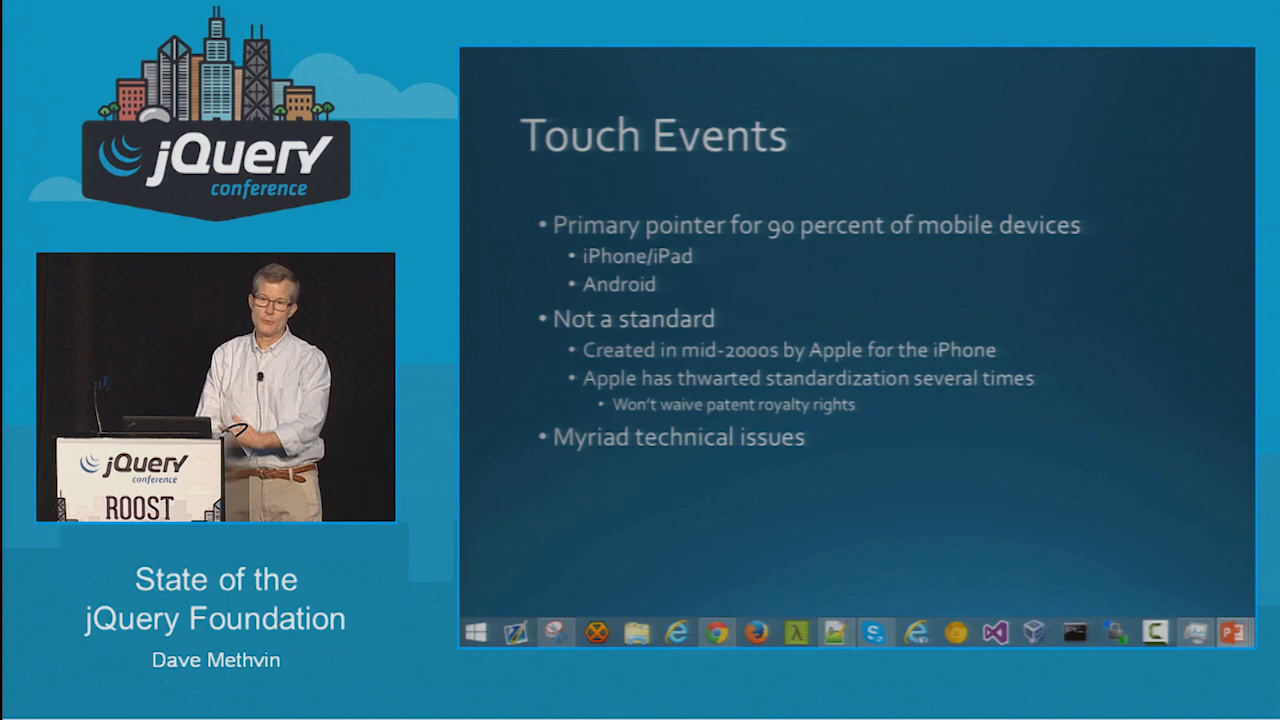 jQuery
conference
jQuery
conference
ROOST
State of the
jQuery Foundation
Dave Methvin
Touch Events
• Primary pointer for 90 percent of mobile devices
• iPhone/iPad
• Android
• Not a standard
• Created in mid-2000s by Apple for the iPhone
• Apple has thwarted standardization several times
• Won't waive patent royalty rights
• Myriad technical issues